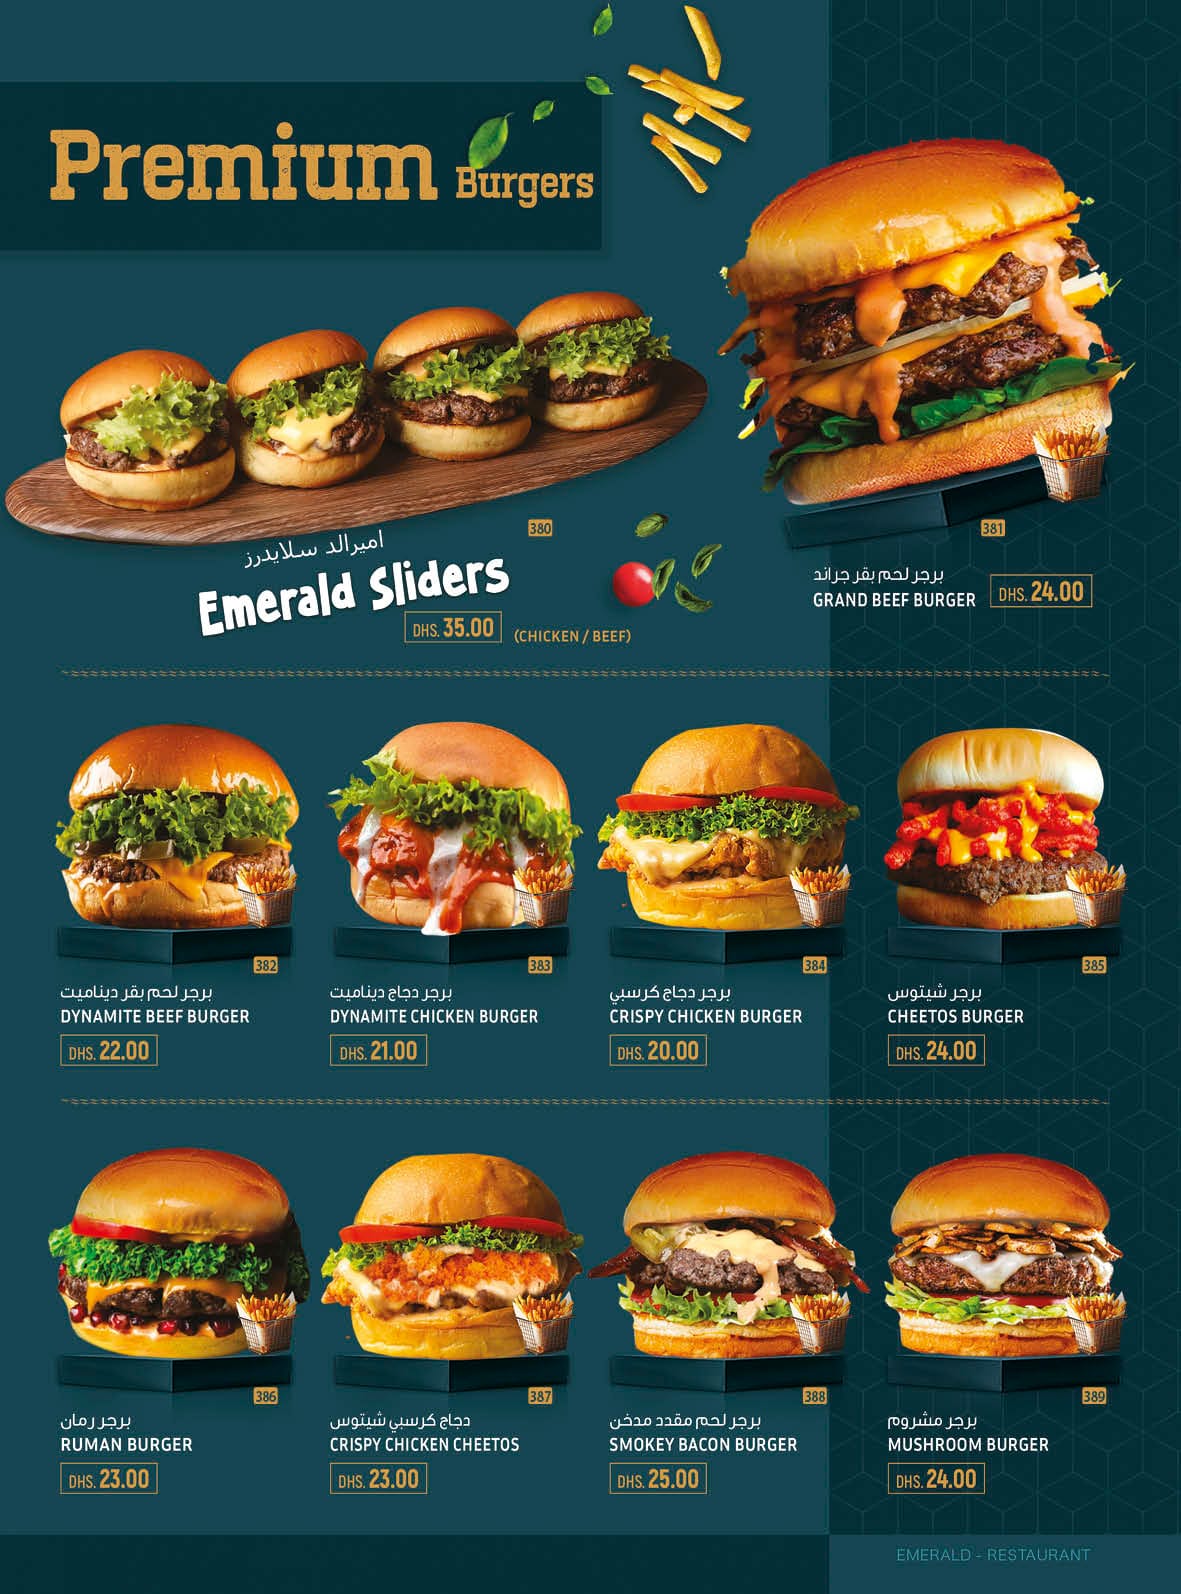 Premium Burgers
380
اميرالد سلايدرز
Emerald Sliders
DHS. 35.00 (CHICKEN / BEEF)
381
برجر لحم بقر جراند
GRAND BEEF BURGER DHS. 24.00
382
برجر لحم بقر ديناميت
DYNAMITE BEEF BURGER
DHS. 22.00
383
برجر دجاج ديناميت
DYNAMITE CHICKEN BURGER
DHS. 21.00
384
برجر دجاج كرسبي
CRISPY CHICKEN BURGER
DHS. 20.00
385
برجر شيتوس
CHEETOS BURGER
DHS. 24.00
386
برجر رمان
RUMAN BURGER
DHS. 23.00
387
دجاج كرسبي شيتوس
CRISPY CHICKEN CHEETOS
DHS. 23.00
388
برجر لحم مقدد مدخن
SMOKEY BACON BURGER
DHS. 25.00
389
برجر مشروم
MUSHROOM BURGER
DHS. 24.00
EMERALD - RESTAURANT